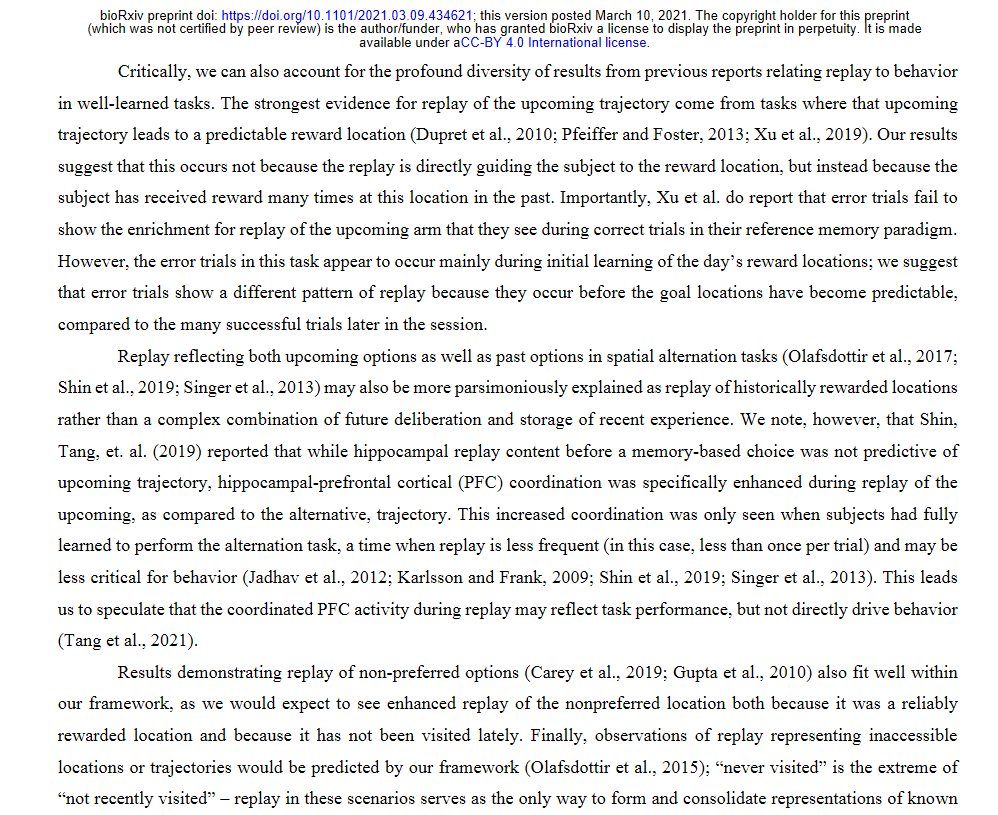 bioRxiv preprint doi: https://doi.org/10.1101/2021.03.09.434621; this version posted March 10, 2021. The copyright holder for this preprint
(which was not certified by peer review) is the author/funder, who has granted bioRxiv a license to display the preprint in perpetuity. It is made
available under aCC-BY 4.0 International license.
Critically, we can also account for the profound diversity of results from previous reports relating replay to behavior
in well-learned tasks. The strongest evidence for replay of the upcoming trajectory come from tasks where that upcoming
trajectory leads to a predictable reward location (Dupret et al., 2010; Pfeiffer and Foster, 2013; Xu et al., 2019). Our results
suggest that this occurs not because the replay is directly guiding the subject to the reward location, but instead because the
subject has received reward many times at this location in the past. Importantly, Xu et al. do report that error trials fail to
show the enrichment for replay of the upcoming arm that they see during correct trials in their reference memory paradigm.
However, the error trials in this task appear to occur mainly during initial learning of the day’s reward locations; we suggest
that error trials show a different pattern of replay because they occur before the goal locations have become predictable,
compared to the many successful trials later in the session.
Replay reflecting both upcoming options as well as past options in spatial alternation tasks (Olafsdottir et al., 2017;
Shin et al., 2019; Singer et al., 2013) may also be more parsimoniously explained as replay of historically rewarded locations
rather than a complex combination of future deliberation and storage of recent experience. We note, however, that Shin,
Tang, et. al. (2019) reported that while hippocampal replay content before a memory-based choice was not predictive of
upcoming trajectory, hippocampal-prefrontal cortical (PFC) coordination was specifically enhanced during replay of the
upcoming, as compared to the alternative, trajectory. This increased coordination was only seen when subjects had fully
learned to perform the alternation task, a time when replay is less frequent (in this case, less than once per trial) and may be
less critical for behavior (Jadhav et al., 2012; Karlsson and Frank, 2009; Shin et al., 2019; Singer et al., 2013). This leads
us to speculate that the coordinated PFC activity during replay may reflect task performance, but not directly drive behavior
(Tang et al., 2021).
Results demonstrating replay of non-preferred options (Carey et al., 2019; Gupta et al., 2010) also fit well within
our framework, as we would expect to see enhanced replay of the nonpreferred location both because it was a reliably
rewarded location and because it has not been visited lately. Finally, observations of replay representing inaccessible
locations or trajectories would be predicted by our framework (Olafsdottir et al., 2015); “never visited” is the extreme of
“not recently visited” – replay in these scenarios serves as the only way to form and consolidate representations of known